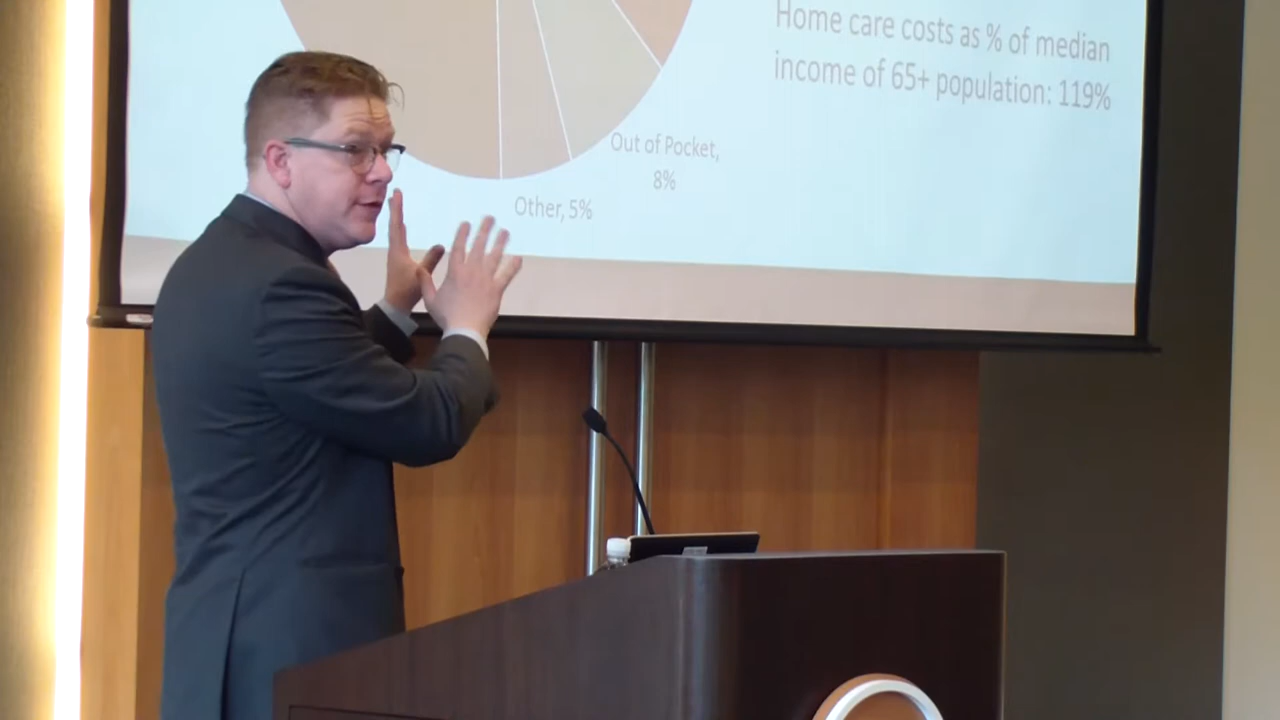 Home care costs as % of median
income of 65+ population: 119%
Out of Pocket,
8%
Other, 5%